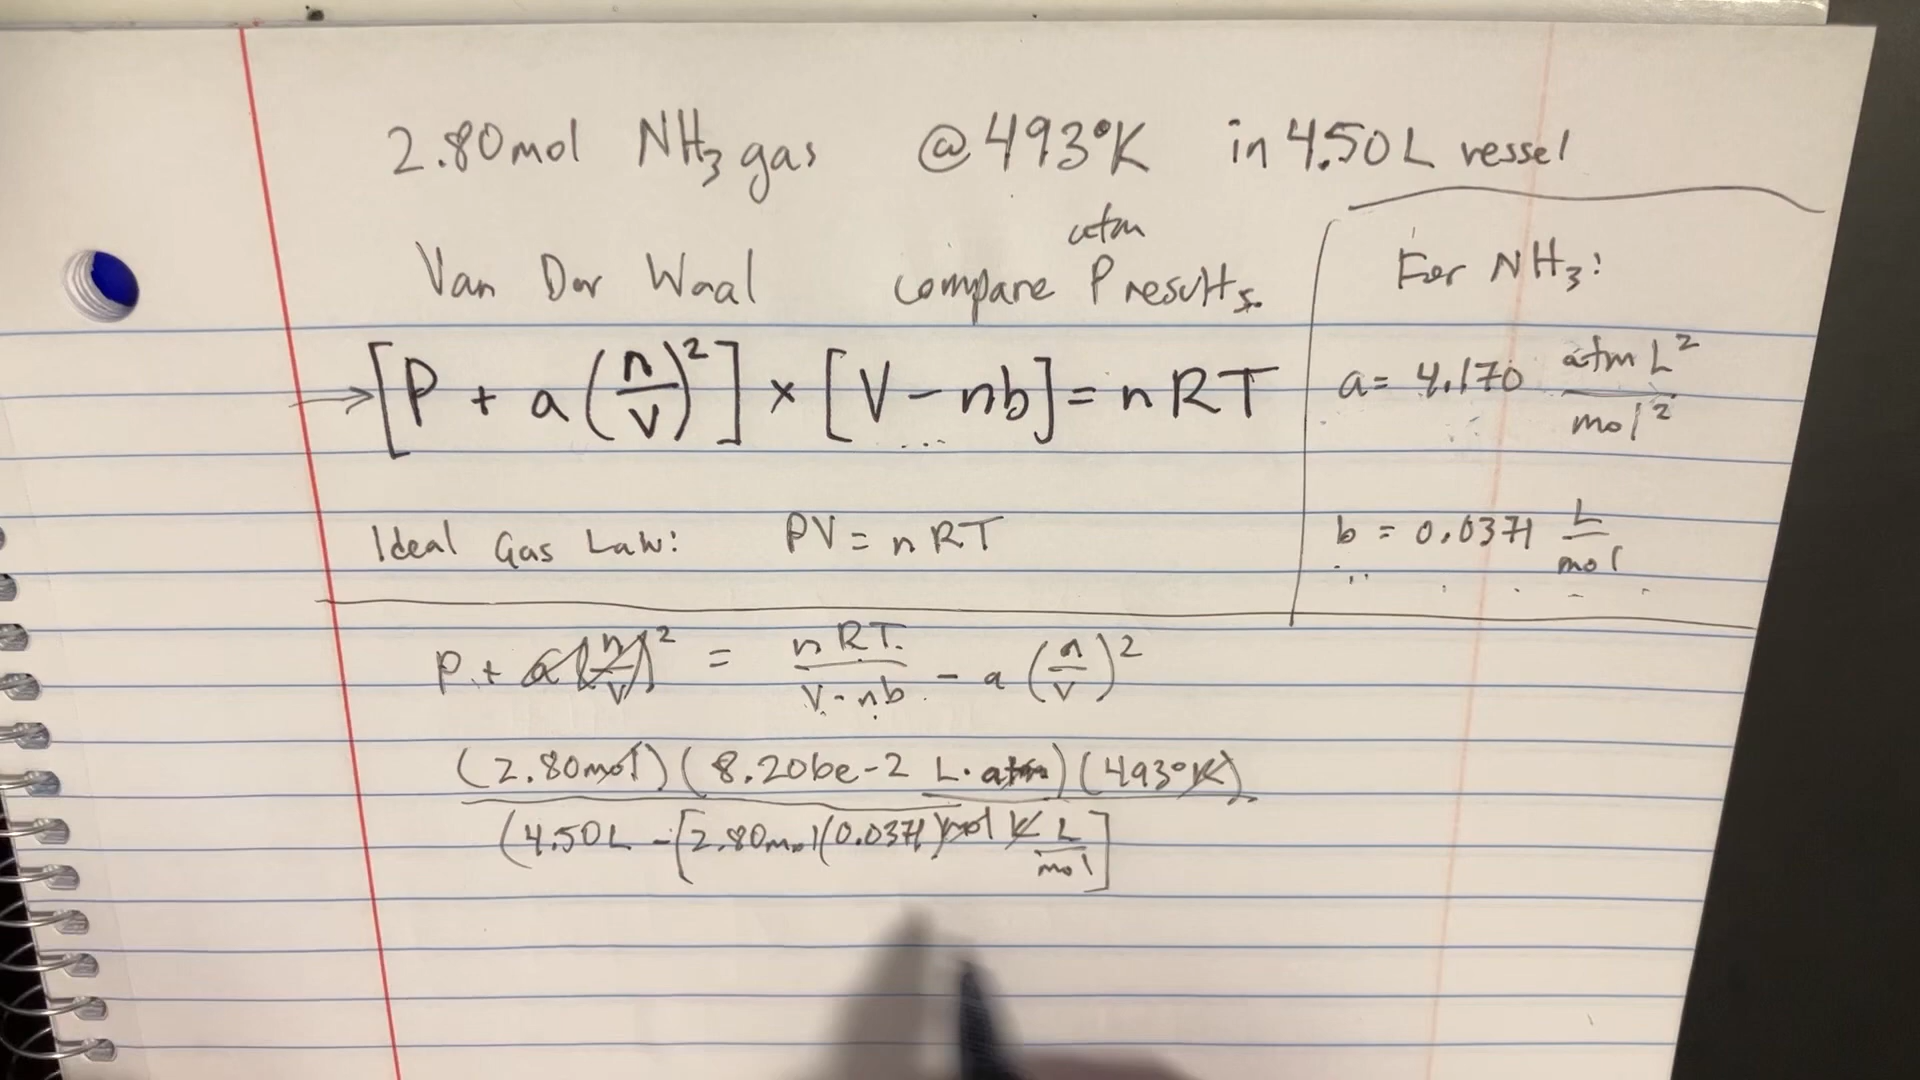 2.80mol NH₃ gas @ 493°K in 4.50L vessel
atm
Van Der Waal compare P results.
[P + a(n/V)²] × [V - nb] = nRT
Ideal Gas Law: PV = nRT
For NH₃:
a = 4.170 atm L²/mol²
b = 0.0371 L/mol
P + a(n/V)² = nRT/V-nb - a(n/V)²
(2.80mol)(8.206e-2 L·atm)(493°K)
(4.50L - [2.80mol(0.0371) mol K L/mol]